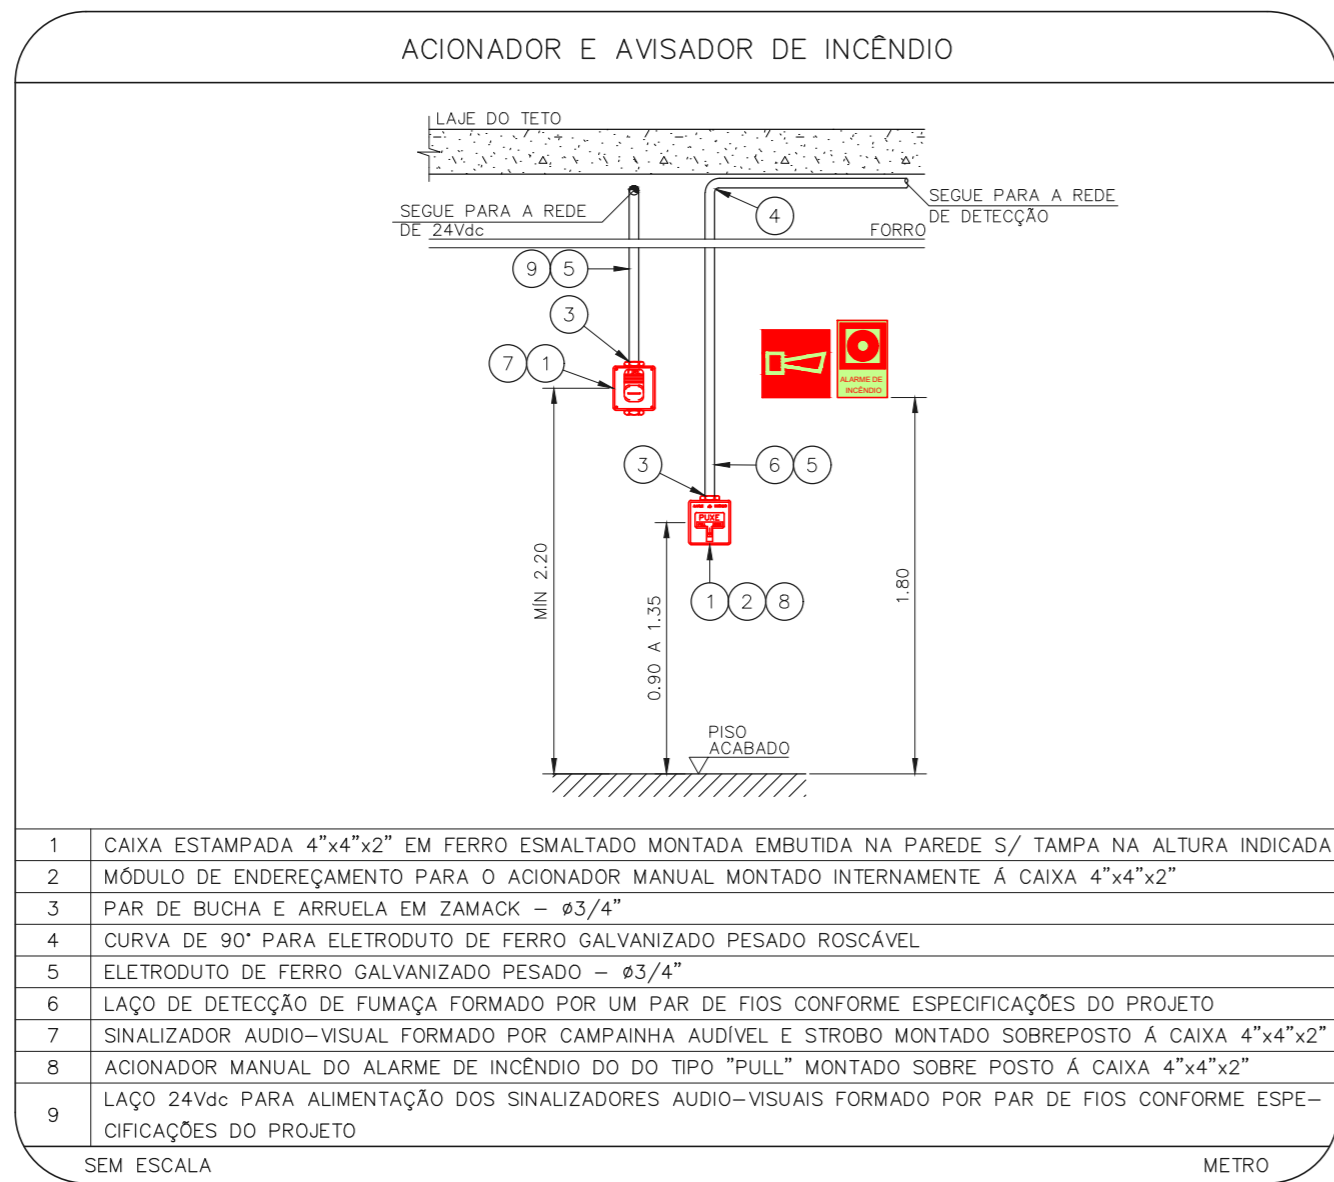 ACIONADOR E AVISADOR DE INCÊNDIO
LAJE DO TETO
SEGUE PARA A REDE
DE 24Vdc
4
SEGUE PARA A REDE
DE DETECÇÃO
FORRO
9 5
3
7 1
ALARME DE
INCÊNDIO
3
6 5
PUXE
MÍN 2.20
0.90 A 1.35
1.80
1 2 8
PISO
ACABADO
1 CAIXA ESTAMPADA 4"x4"x2" EM FERRO ESMALTADO MONTADA EMBUTIDA NA PAREDE S/ TAMPA NA ALTURA INDICADA
2 MÓDULO DE ENDEREÇAMENTO PARA O ACIONADOR MANUAL MONTADO INTERNAMENTE Á CAIXA 4"x4"x2"
3 PAR DE BUCHA E ARRUELA EM ZAMACK – ø3/4"
4 CURVA DE 90° PARA ELETRODUTO DE FERRO GALVANIZADO PESADO ROSCÁVEL
5 ELETRODUTO DE FERRO GALVANIZADO PESADO – ø3/4"
6 LAÇO DE DETECÇÃO DE FUMAÇA FORMADO POR UM PAR DE FIOS CONFORME ESPECIFICAÇÕES DO PROJETO
7 SINALIZADOR AUDIO–VISUAL FORMADO POR CAMPAINHA AUDÍVEL E STROBO MONTADO SOBREPOSTO Á CAIXA 4"x4"x2"
8 ACIONADOR MANUAL DO ALARME DE INCÊNDIO DO DO TIPO "PULL" MONTADO SOBRE POSTO Á CAIXA 4"x4"x2"
9 LAÇO 24Vdc PARA ALIMENTAÇÃO DOS SINALIZADORES AUDIO–VISUAIS FORMADO POR PAR DE FIOS CONFORME ESPE–
CIFICAÇÕES DO PROJETO
SEM ESCALA
METRO